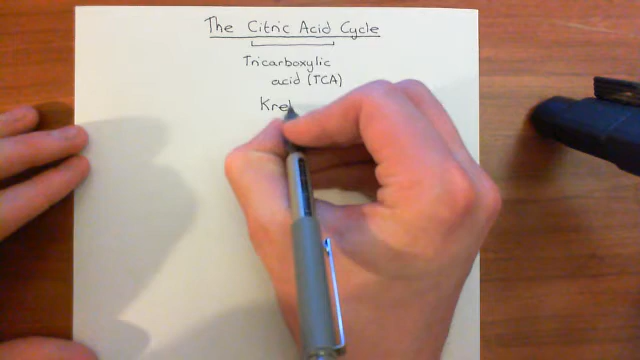 The Citric Acid Cycle
Tricarboxylic
acid (TCA)
Kre